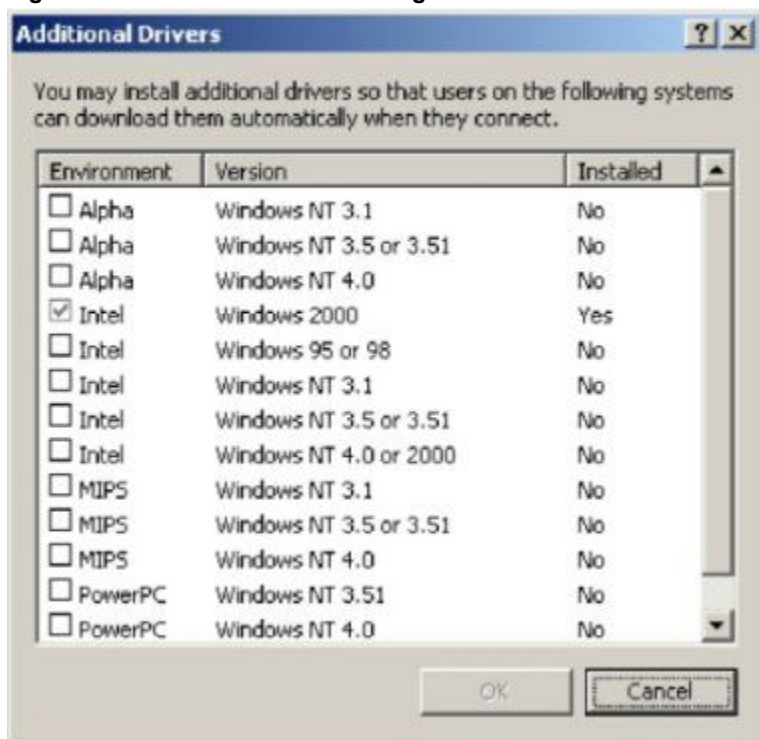 Additional Drivers
You may install additional drivers so that users on the following systems
can download them automatically when they connect.
Environment Version Installed
Alpha Windows NT 3.1 No
Alpha Windows NT 3.5 or 3.51 No
Alpha Windows NT 4.0 No
Intel Windows 2000 Yes
Intel Windows 95 or 98 No
Intel Windows NT 3.1 No
Intel Windows NT 3.5 or 3.51 No
Intel Windows NT 4.0 or 2000 No
MIPS Windows NT 3.1 No
MIPS Windows NT 3.5 or 3.51 No
MIPS Windows NT 4.0 No
PowerPC Windows NT 3.51 No
PowerPC Windows NT 4.0 No
OK Cancel